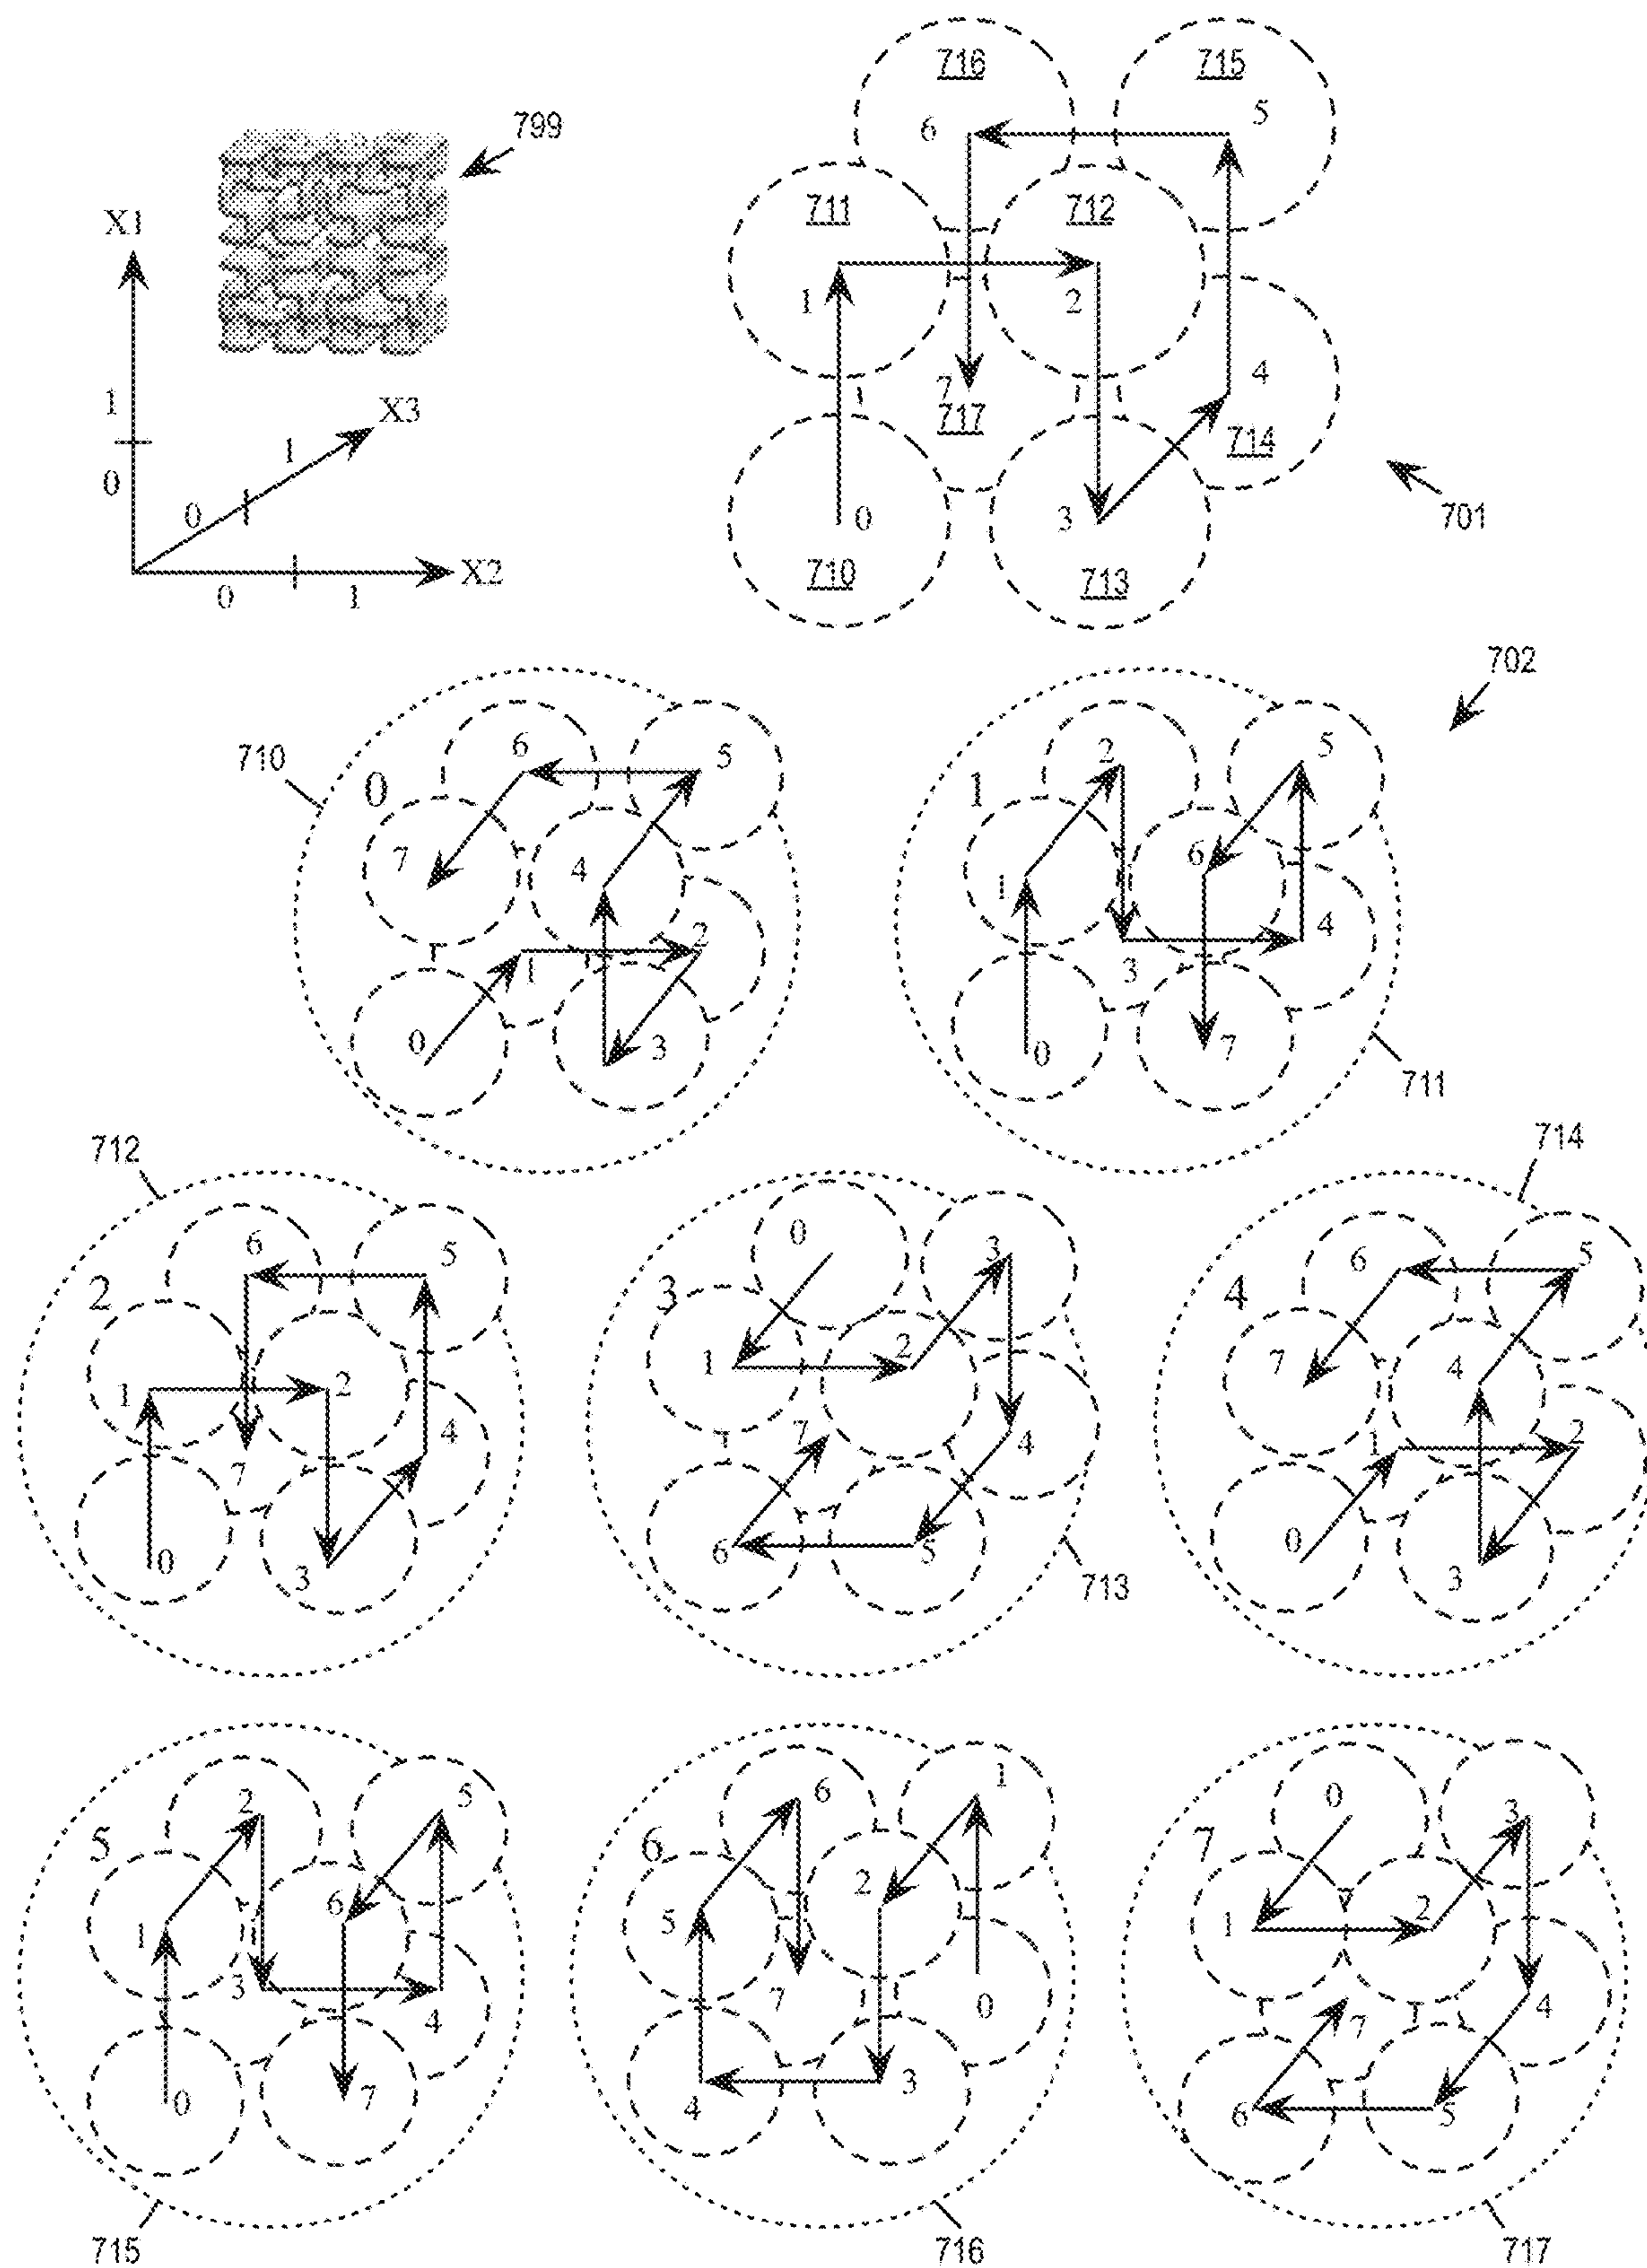 716 715
799
6 5
711 712
X1
1 2
4
1 X3 7
1 717 714
0
0 0 3 701
X2 710 713
0 1
702
710 6 5 2 5
0 1
7 4 1 6
2 4
1 3
0 3 0 7
711
712 714
6 5 0 3 6 5
2 3 4
1 2 1 2 7 4
4 7 4 1 2
7
0 3 6 5 0 3
713
2 5 6 1 0 3
5 6 7
6 2 7 2
1 5 1
3 4 7 0 4
7
0 7 4 3 6 5
715 716 717